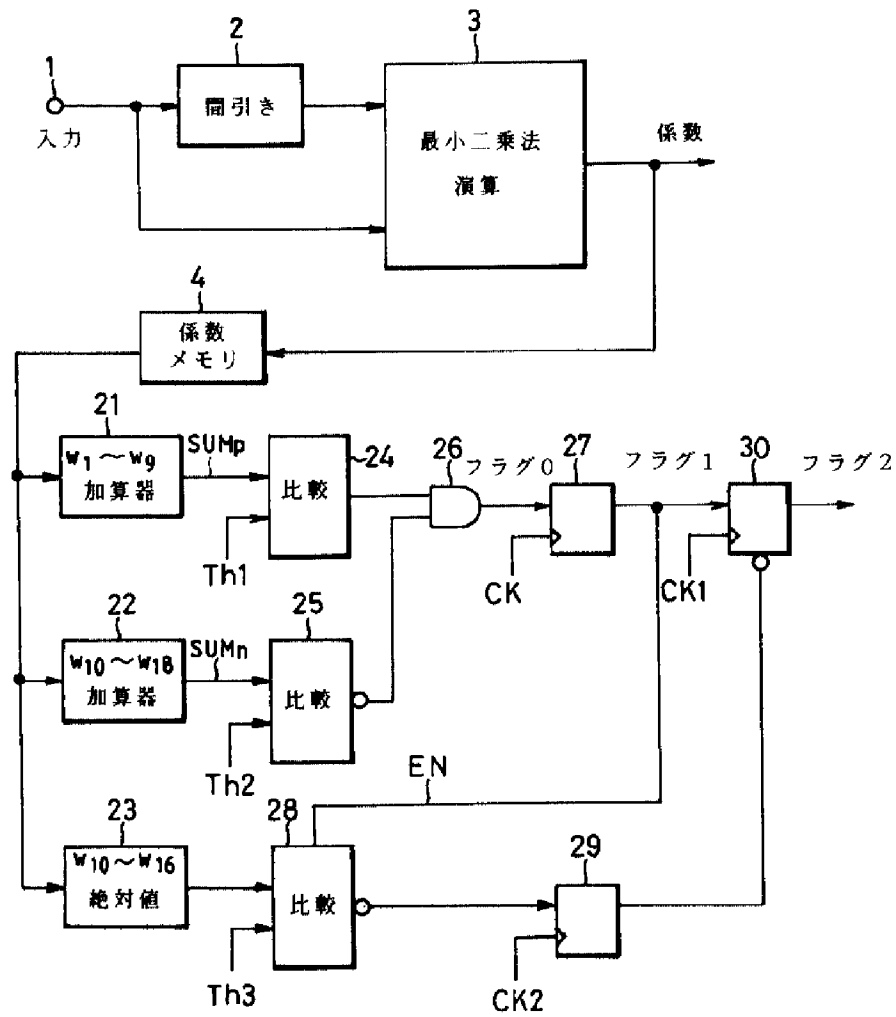 1
入力
2
間引き
3
最小二乗法
演算
係数
4
係数
メモリ
21
W1～W9
加算器
SUMp
24
比較
Th1
26
フラグ0
27
CK
フラグ1
30
CK1
フラグ2
22
W10～W18
加算器
SUMn
25
比較
Th2
EN
23
W10～W16
絶対値
28
比較
Th3
29
CK2